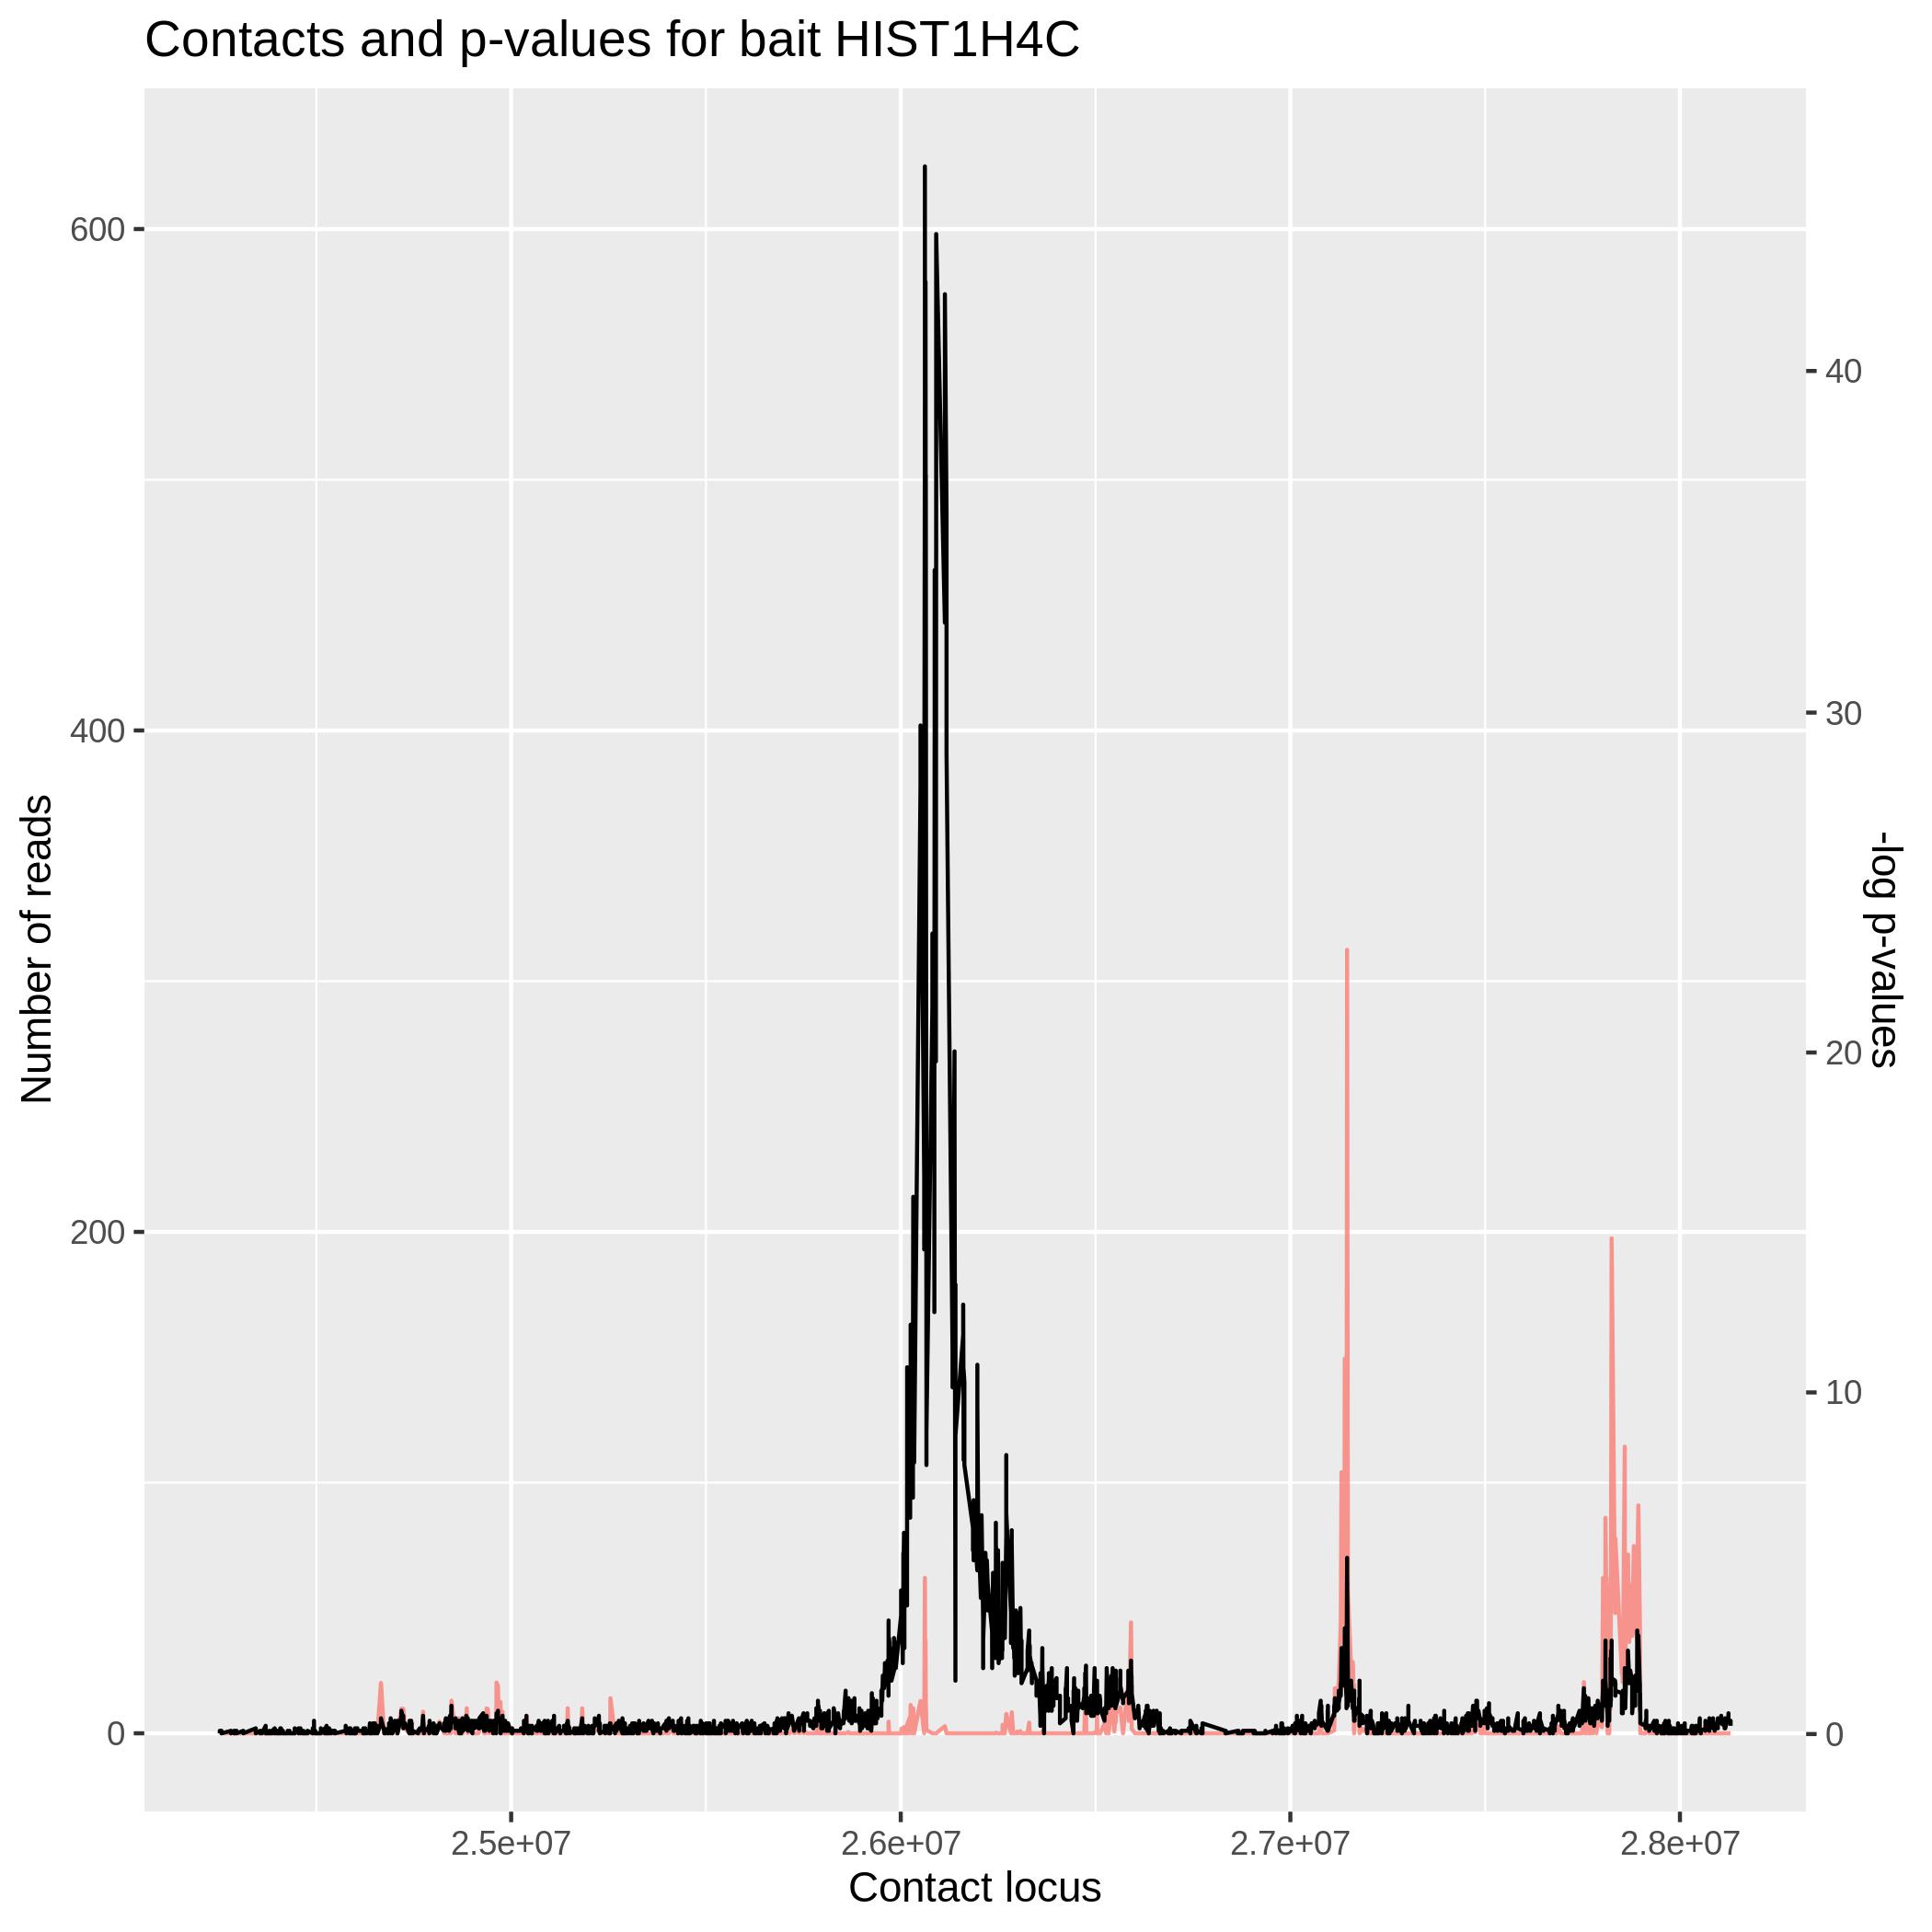 Contacts and p-values for bait HIST1H4C
600
400
200
0
Number of reads
40
30
20
10
0
-log p-values
2.5e+07
2.6e+07
2.7e+07
2.8e+07
Contact locus